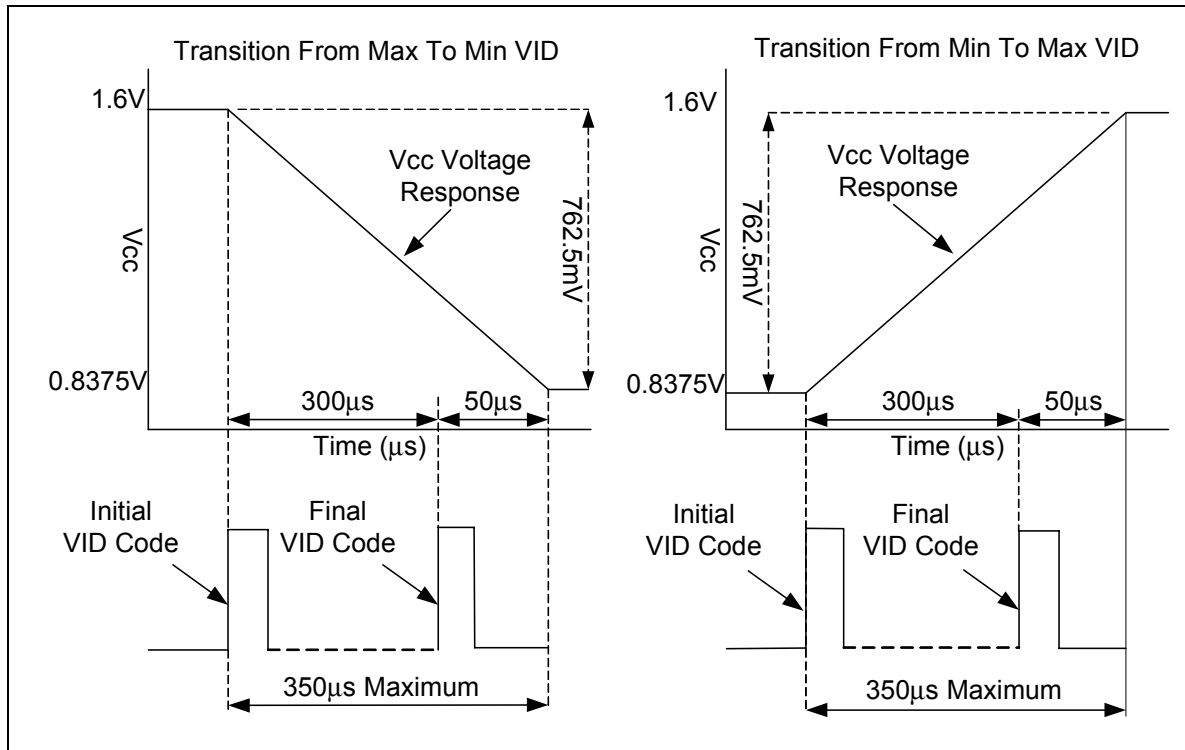 Transition From Max To Min VID
1.6V
Vcc Voltage
Response
Vcc
762.5mV
0.8375V
300μs
50μs
Time (μs)
Initial
VID Code
Final
VID Code
350μs Maximum
Transition From Min To Max VID
1.6V
Vcc Voltage
Response
Vcc
762.5mV
0.8375V
300μs
50μs
Time (μs)
Initial
VID Code
Final
VID Code
350μs Maximum